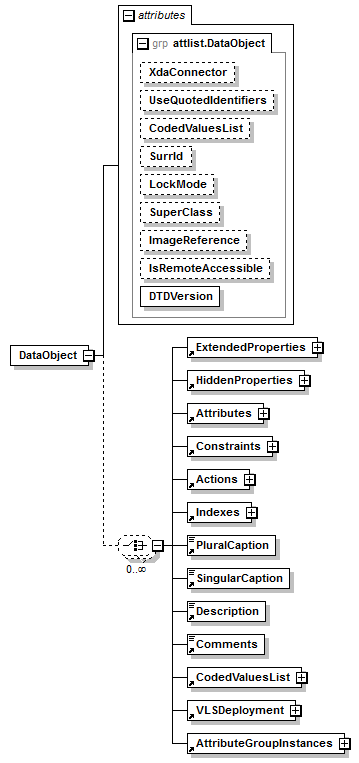 attributes
grp attlist.DataObject
XdaConnector
UseQuotedIdentifiers
CodedValuesList
SurrId
LockMode
SuperClass
ImageReference
IsRemoteAccessible
DTDVersion
DataObject
0..∞
ExtendedProperties
HiddenProperties
Attributes
Constraints
Actions
Indexes
PluralCaption
SingularCaption
Description
Comments
CodedValuesList
VLSDeployment
AttributeGroupInstances